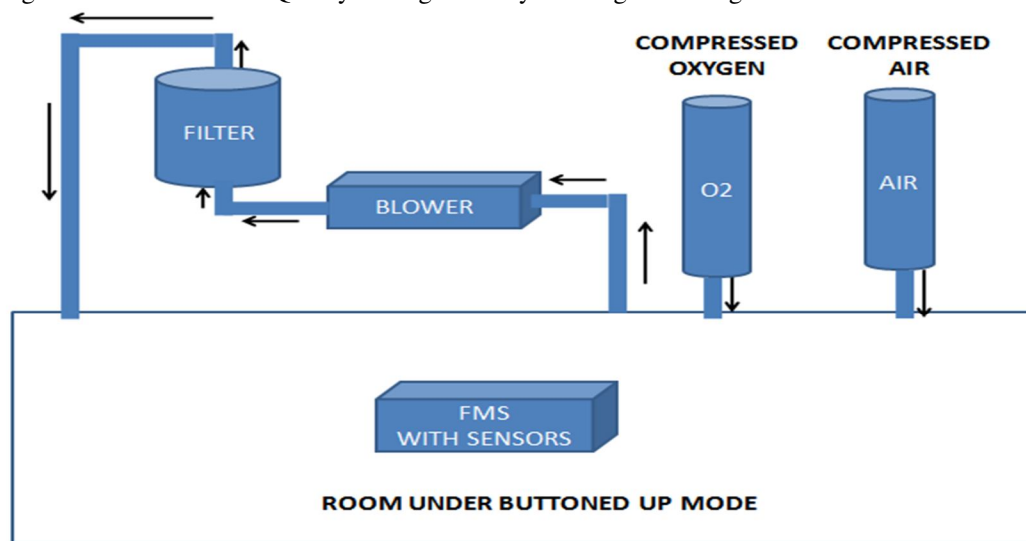 COMPRESSED
OXYGEN
COMPRESSED
AIR
FILTER
BLOWER
O2
AIR
FMS
WITH SENSORS
ROOM UNDER BUTTONED UP MODE